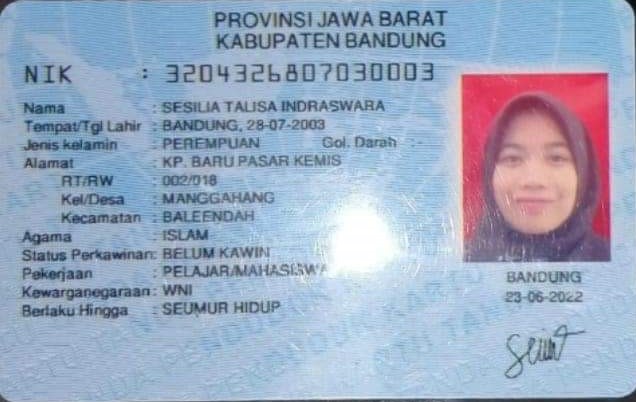 PROVINSI JAWA BARAT
KABUPATEN BANDUNG
NIK : 3204326807030003
Nama : SESILIA TALISA INDRASWARA
Tempat/Tgl Lahir : BANDUNG, 28-07-2003
Jenis kelamin : PEREMPUAN Gol. Darah :-
Alamat : KP. BARU PASAR KEMIS
RT/RW : 002/018
Kel/Desa : MANGGAHANG
Kecamatan : BALEENDAH
Agama : ISLAM
Status Perkawinan: BELUM KAWIN
Pekerjaan : PELAJAR/MAHASISWA
Kewarganegaraan: WNI
Berlaku Hingga : SEUMUR HIDUP
BANDUNG
23-06-2022